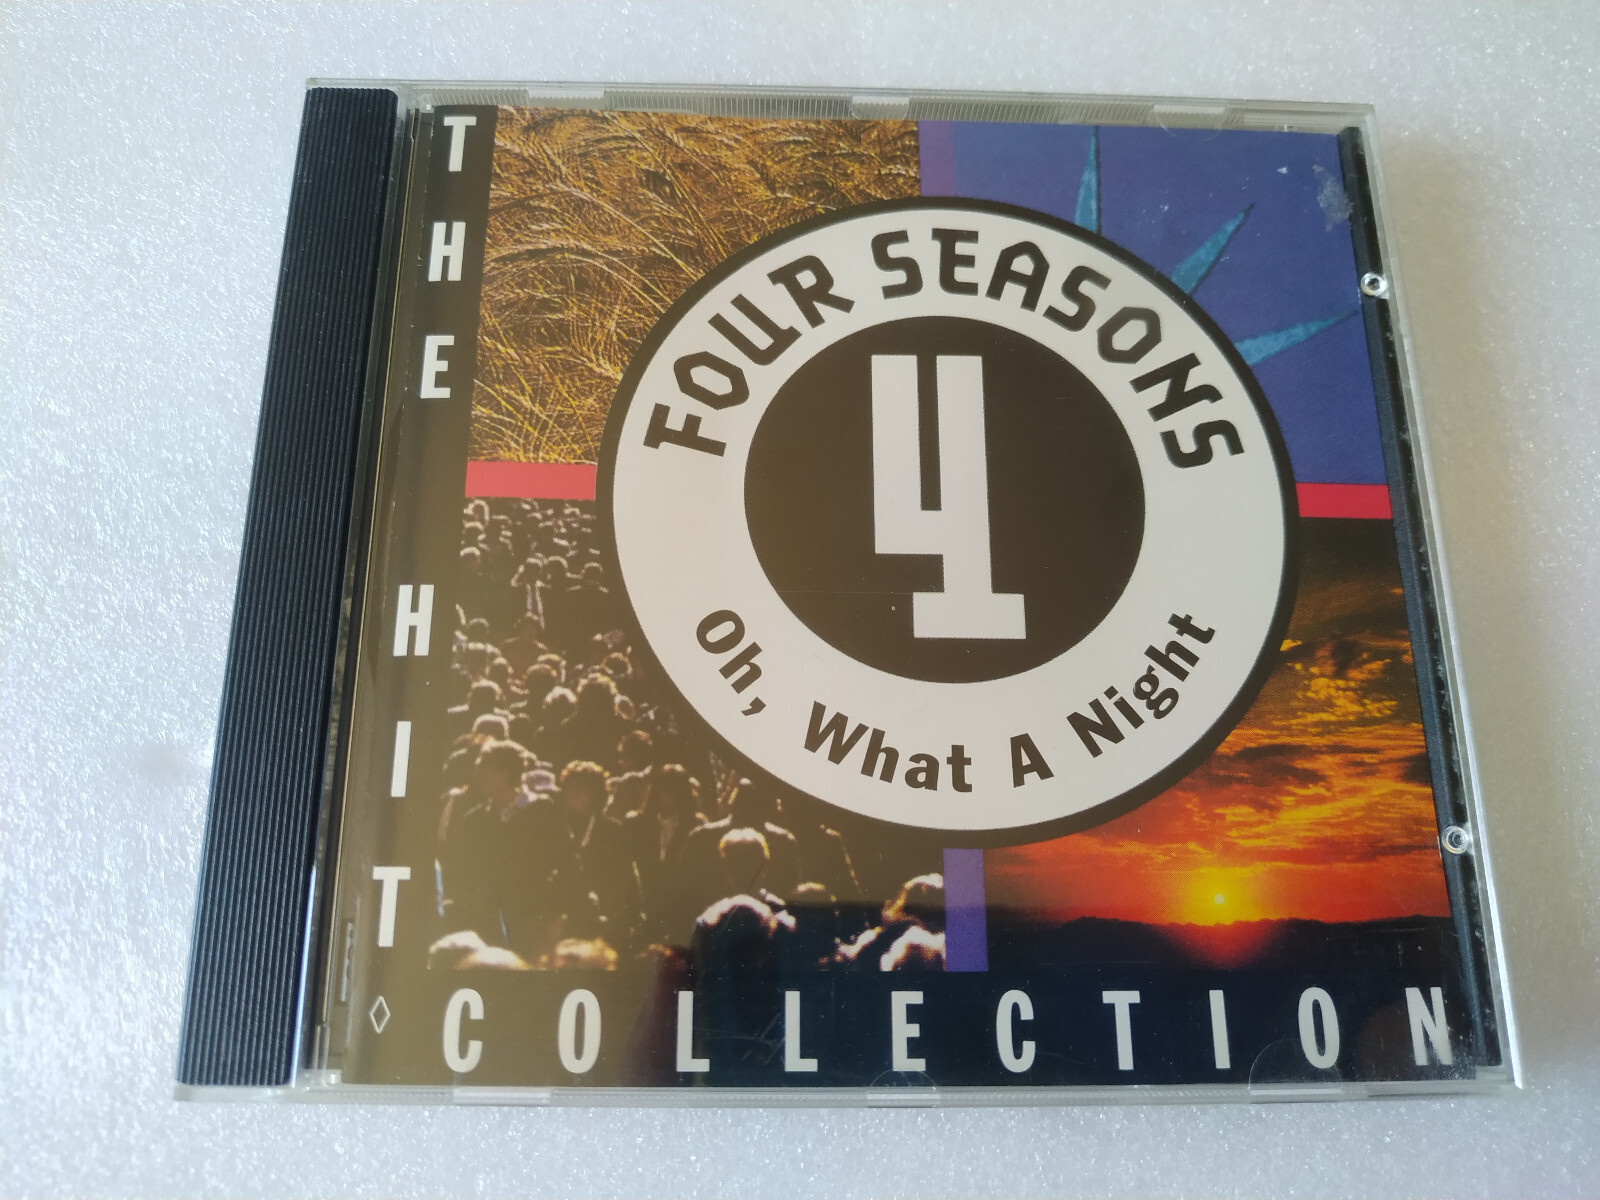 THE HIT
COLLECTION
FOUR SEASONS
4
Oh, What A Night